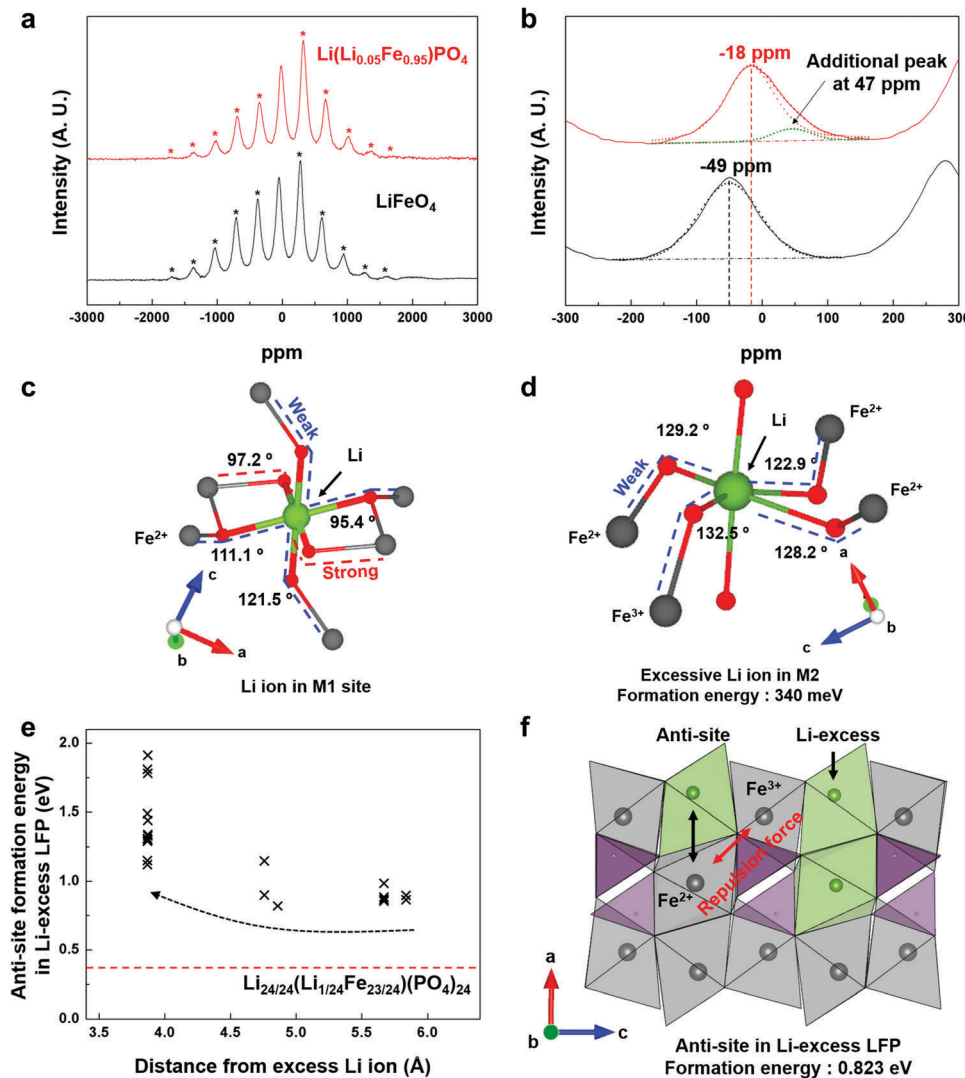 a
Li(Li0.05Fe0.95)PO4
LiFeO4
Intensity (A. U.)
-3000 -2000 -1000 0 1000 2000 3000
ppm
b
-18 ppm
Additional peak
at 47 ppm
-49 ppm
Intensity (A. U.)
-300 -200 -100 0 100 200 300
ppm
c
Weak
Li
97.2 º
95.4 º
Fe2+
111.1 º
Strong
121.5 º
c
b
a
Li ion in M1 site
d
Fe2+
Li
129.2 º
122.9 º
Weak
Fe2+
132.5 º
Fe2+
128.2 º
Fe3+
a
b
c
Excessive Li ion in M2
Formation energy : 340 meV
e
Anti-site formation energy
in Li-excess LFP (eV)
2.0
1.5
1.0
0.5
0.0
Li24/24(Li1/24Fe23/24)(PO4)24
3.5 4.0 4.5 5.0 5.5 6.0
Distance from excess Li ion (Å)
f
Anti-site
Li-excess
Fe3+
Repulsion force
Fe2+
a
b
c
Anti-site in Li-excess LFP
Formation energy : 0.823 eV